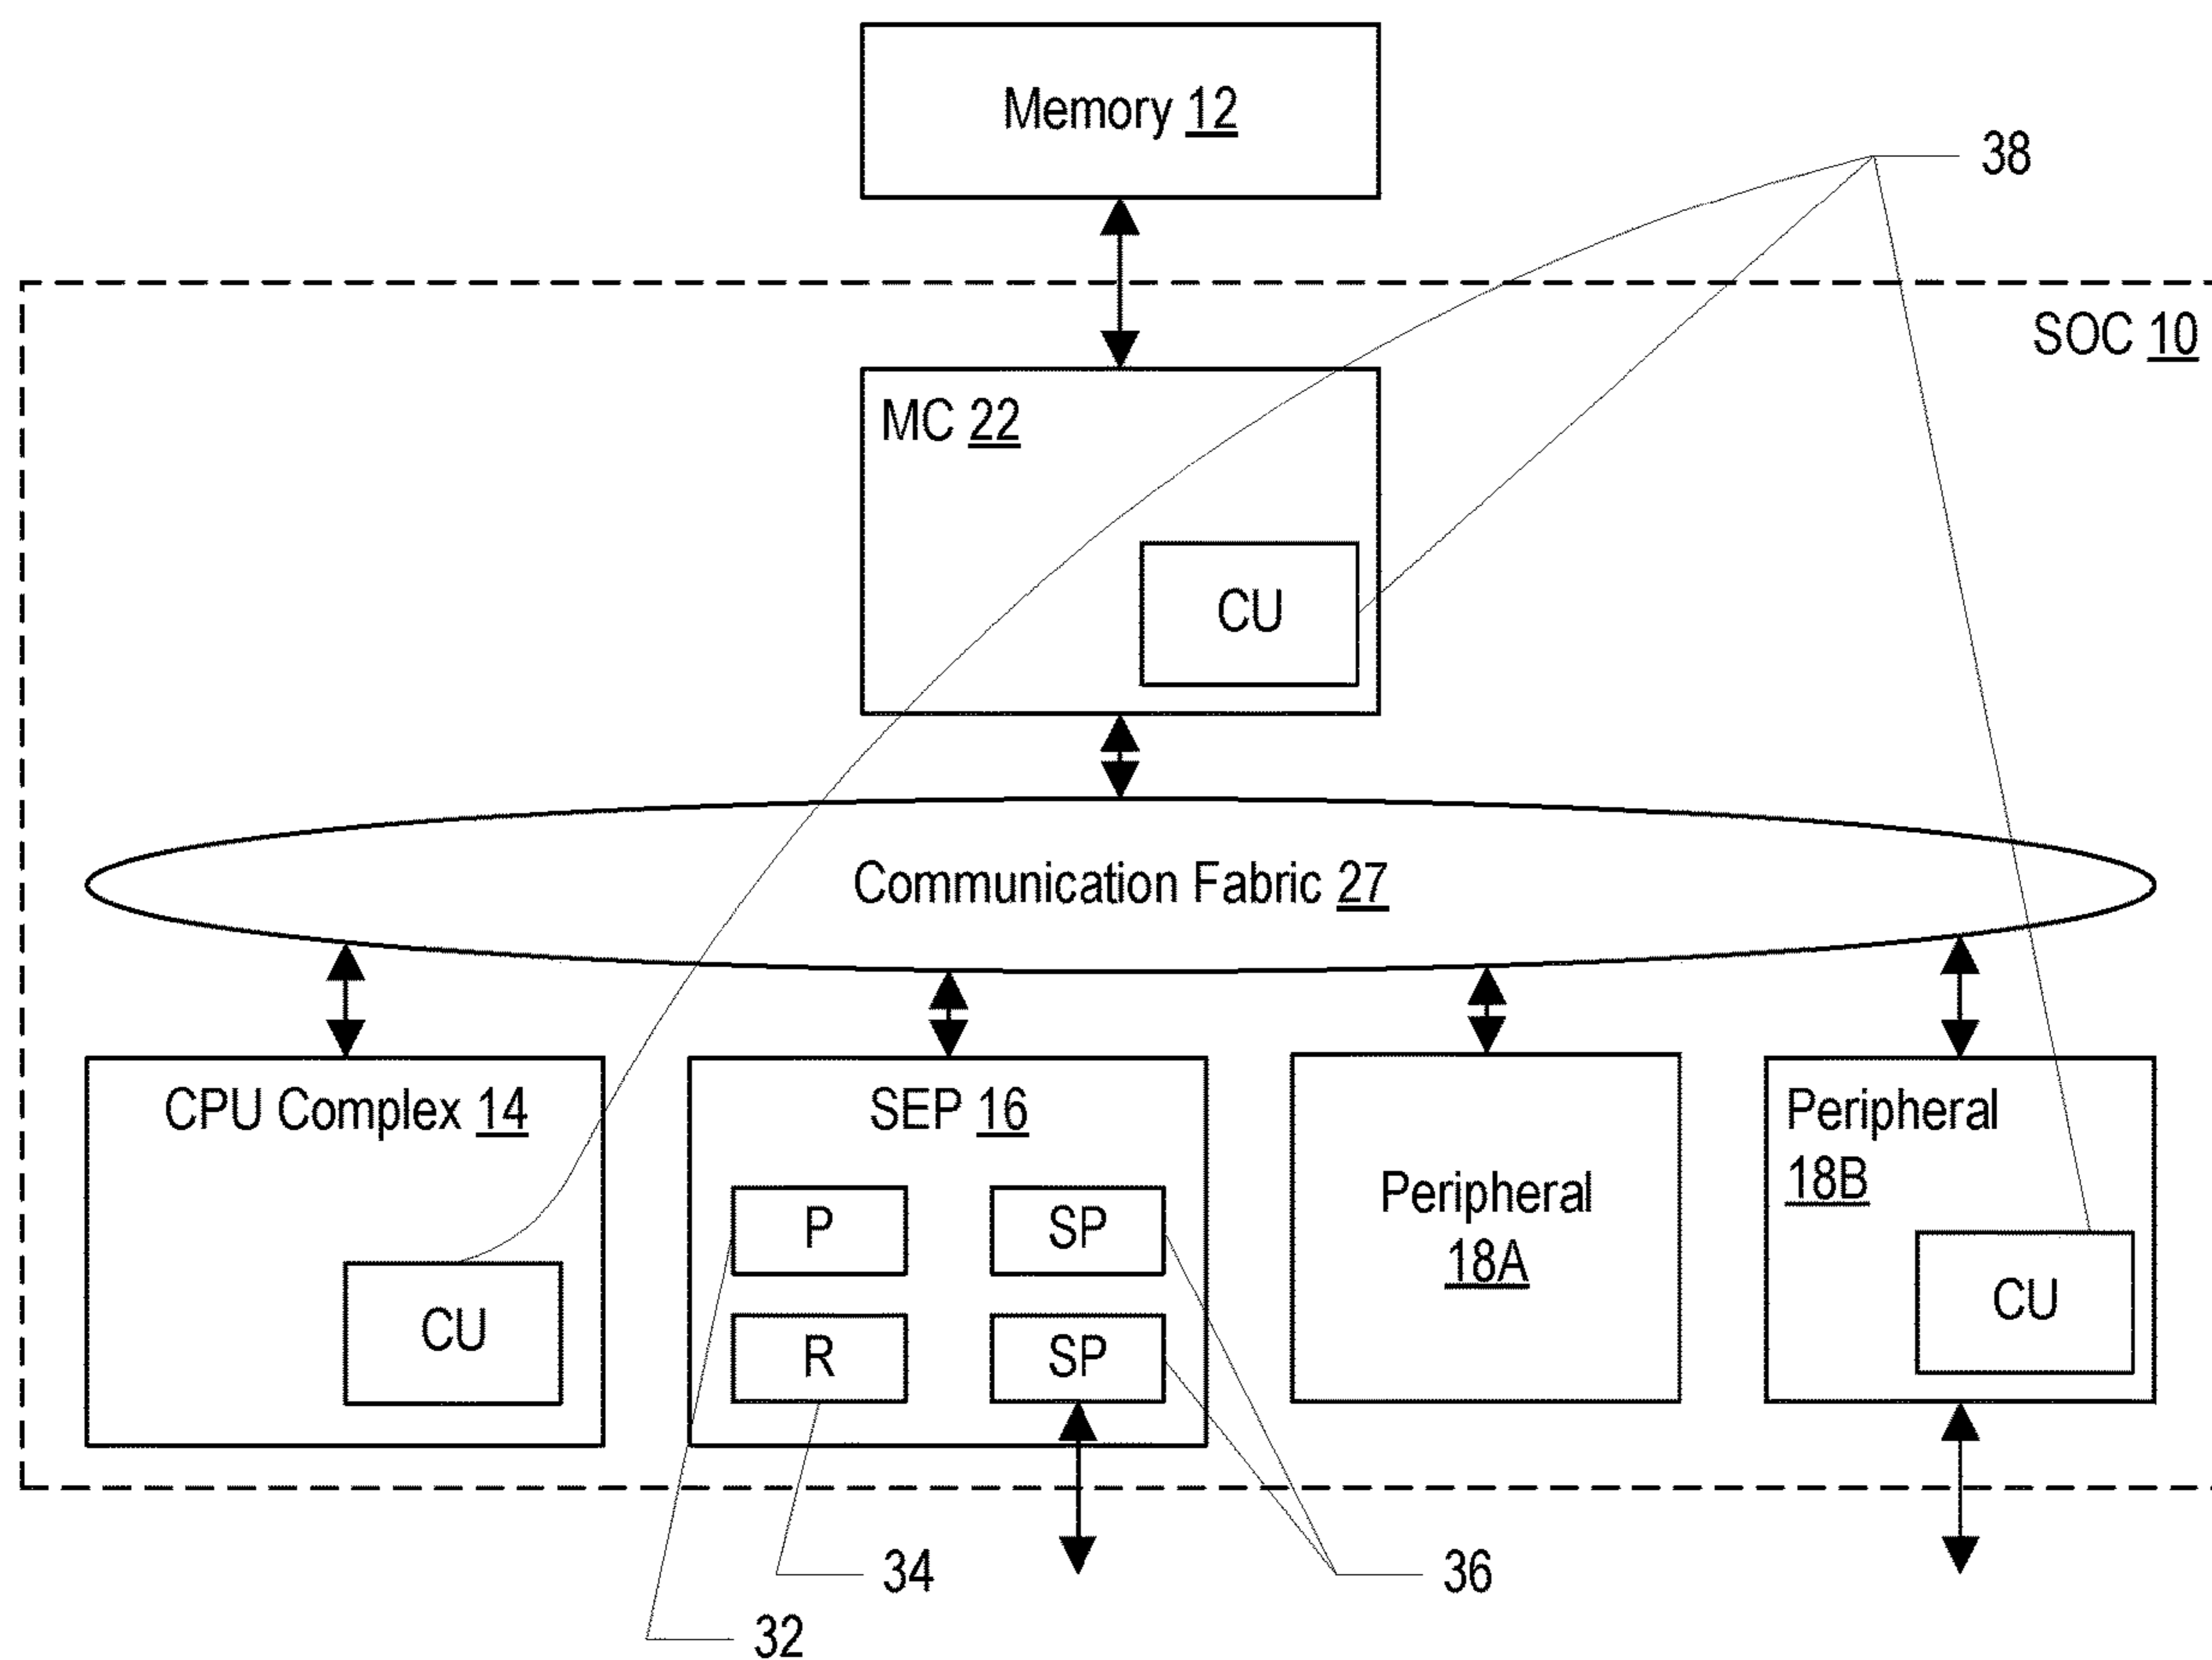 Memory 12
38
SOC 10
MC 22
CU
Communication Fabric 27
CPU Complex 14
CU
SEP 16
P
SP
R
SP
Peripheral
18A
Peripheral
18B
CU
34
36
32